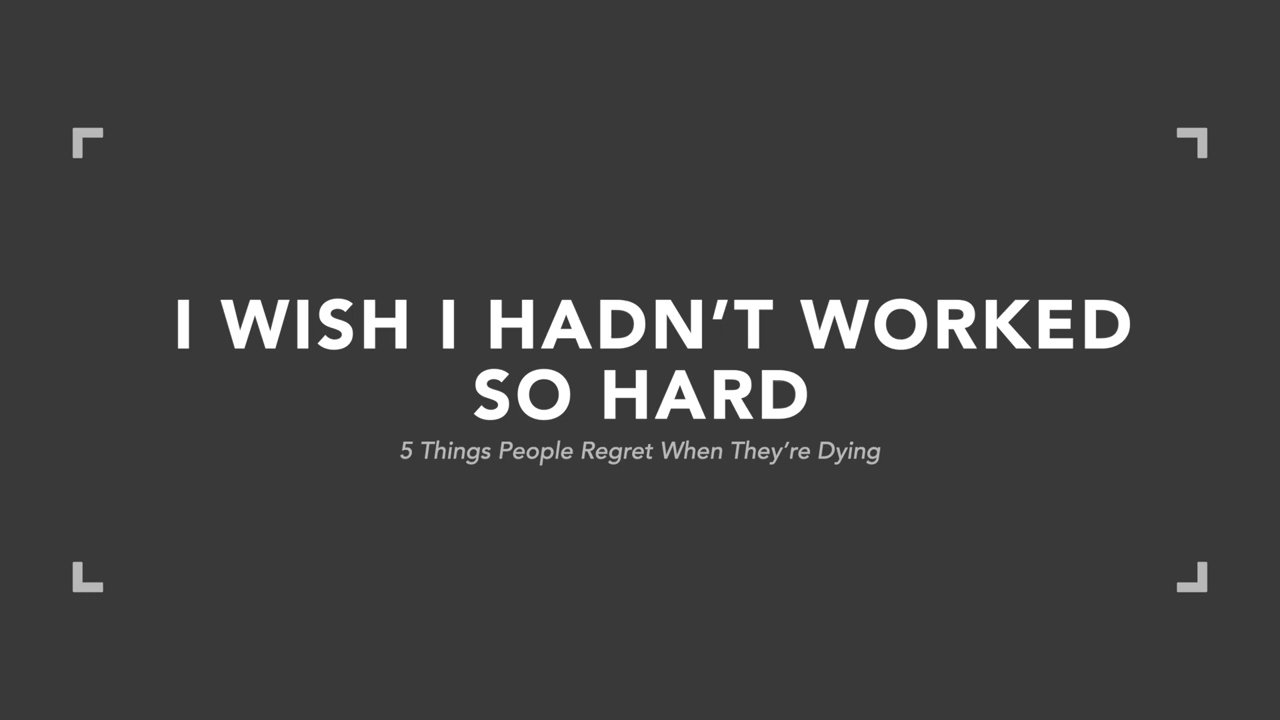 I WISH I HADN’T WORKED
SO HARD
5 Things People Regret When They’re Dying